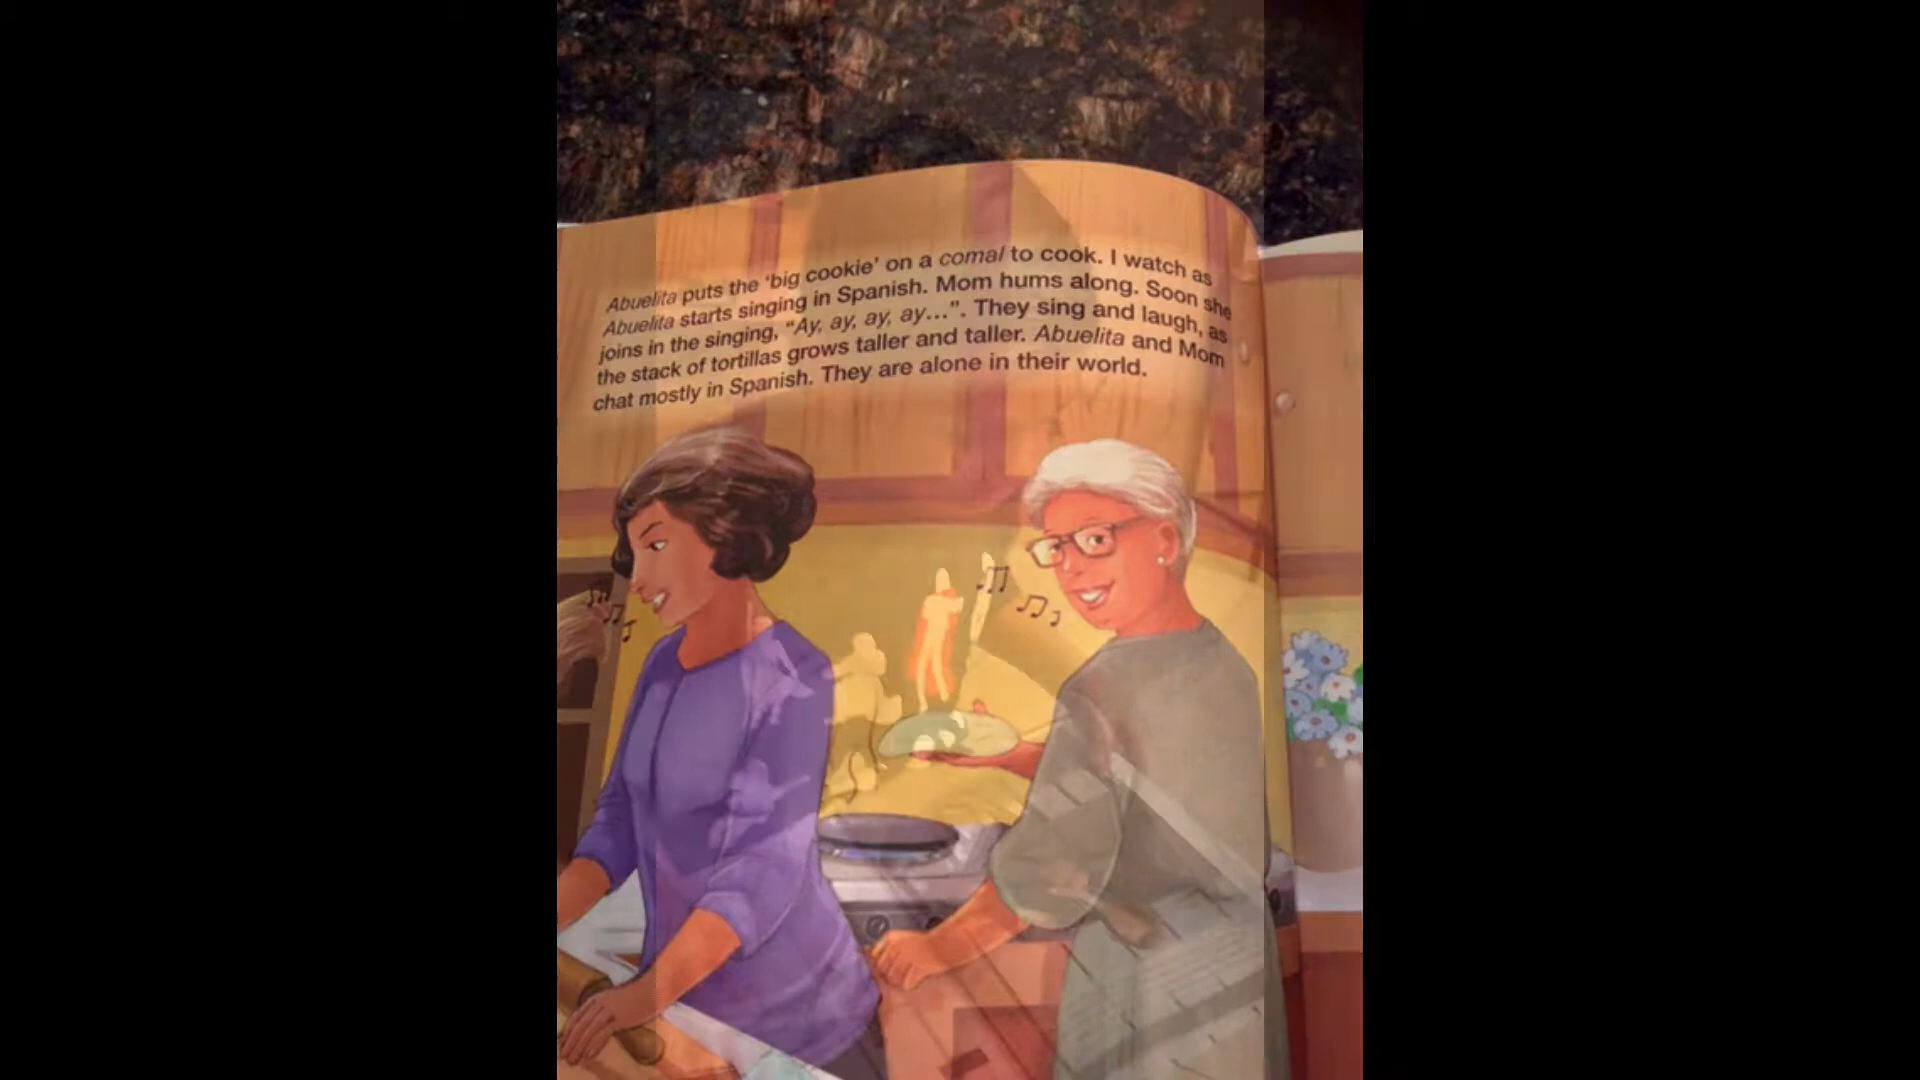 Abuelita puts the ‘big cookie’ on a comal to cook. I watch as
Abuelita starts singing in Spanish. Mom hums along. Soon she
joins in the singing, “Ay, ay, ay, ay…”. They sing and laugh, as
the stack of tortillas grows taller and taller. Abuelita and Mom
chat mostly in Spanish. They are alone in their world.